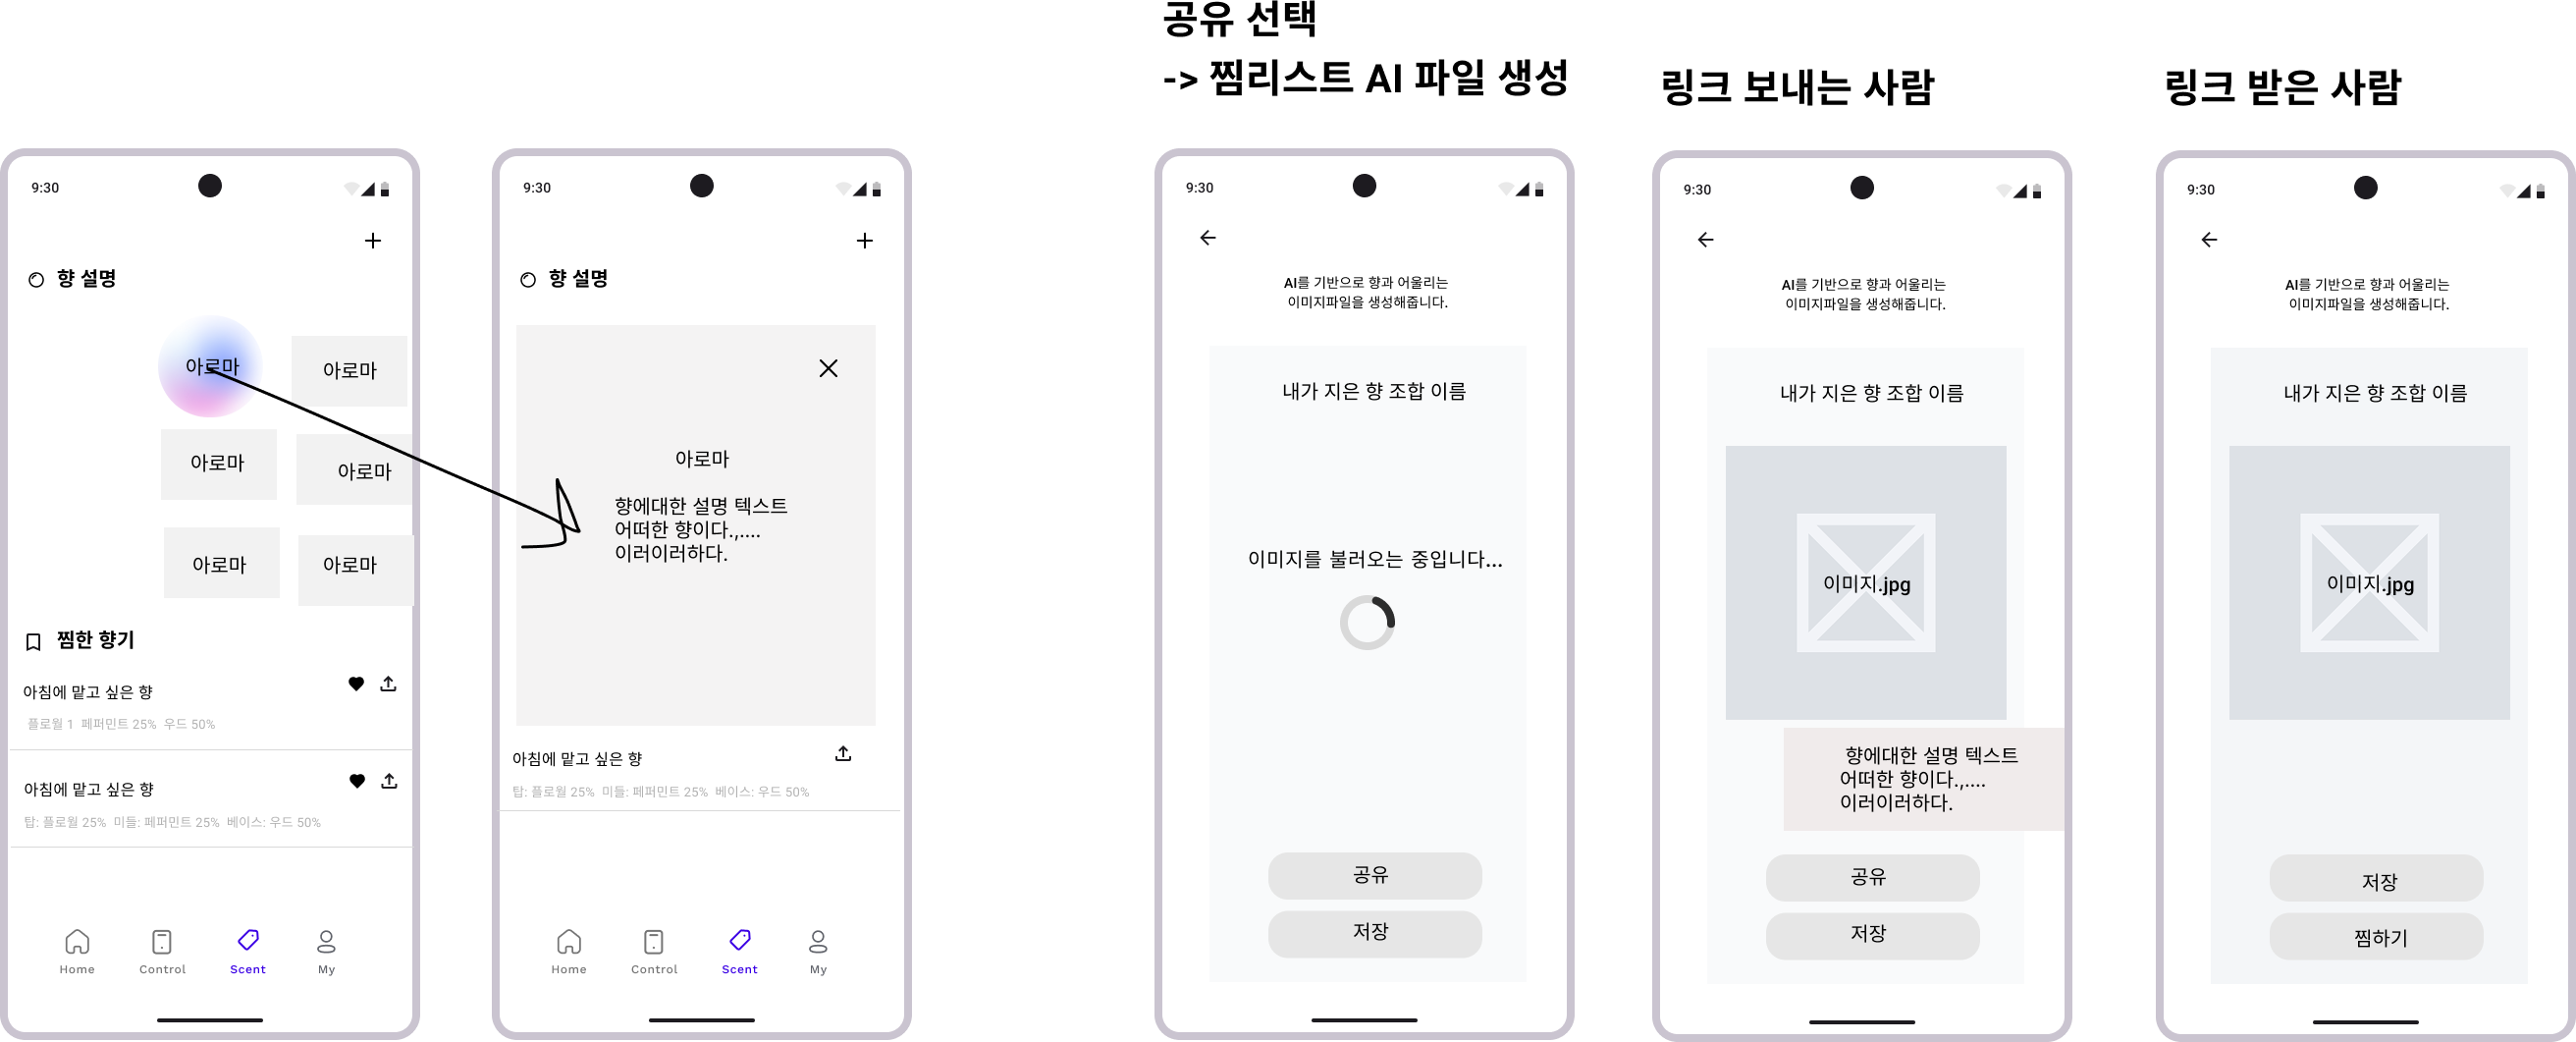 공유 선택
-> 찜리스트 AI 파일 생성
링크 보내는 사람
링크 받은 사람
9:30
향 설명
아로마
아로마
아로마
아로마
아로마
아로마
찜한 향기
아침에 맡고 싶은 향
플로월 1 페퍼민트 25% 우드 50%
아침에 맡고 싶은 향
탑: 플로월 25% 미들: 페퍼민트 25% 베이스: 우드 50%
Home Control Scent My
9:30
향 설명
아로마
향에대한 설명 텍스트
어떠한 향이다.,....
이러이러하다.
아침에 맡고 싶은 향
탑: 플로월 25% 미들: 페퍼민트 25% 베이스: 우드 50%
Home Control Scent My
9:30
AI를 기반으로 향과 어울리는
이미지파일을 생성해줍니다.
내가 지은 향 조합 이름
이미지를 불러오는 중입니다...
공유
저장
9:30
AI를 기반으로 향과 어울리는
이미지파일을 생성해줍니다.
내가 지은 향 조합 이름
이미지.jpg
향에대한 설명 텍스트
어떠한 향이다.,....
이러이러하다.
공유
저장
9:30
AI를 기반으로 향과 어울리는
이미지파일을 생성해줍니다.
내가 지은 향 조합 이름
이미지.jpg
저장
찜하기